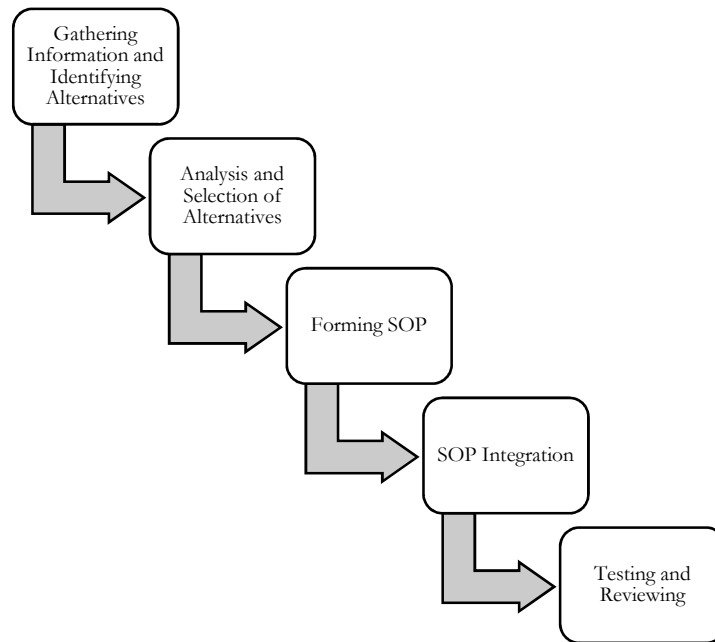 Gathering
Information and
Identifying
Alternatives
Analysis and
Selection of
Alternatives
Forming SOP
SOP Integration
Testing and
Reviewing